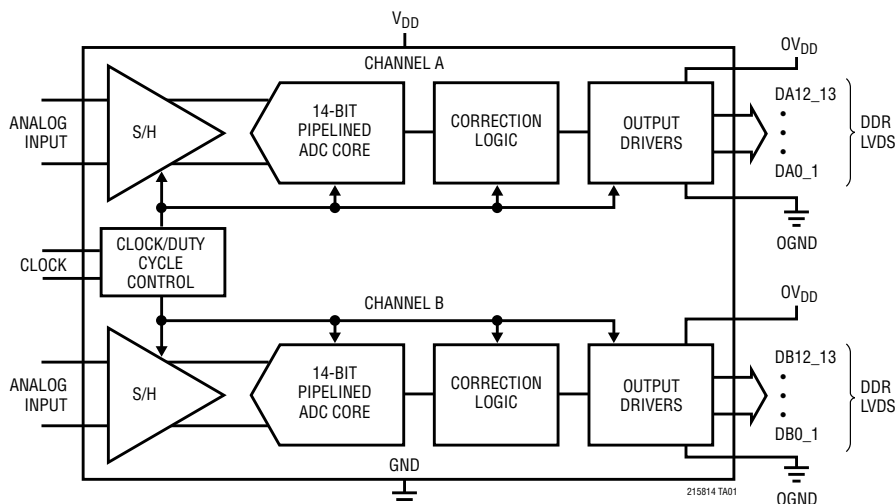 VDD
CHANNEL A
OVDD
ANALOG
INPUT
S/H
14-BIT
PIPELINED
ADC CORE
CORRECTION
LOGIC
OUTPUT
DRIVERS
DA12_13
•
•
•
DA0_1
DDR
LVDS
OGND
CLOCK
CLOCK/DUTY
CYCLE
CONTROL
CHANNEL B
OVDD
ANALOG
INPUT
S/H
14-BIT
PIPELINED
ADC CORE
CORRECTION
LOGIC
OUTPUT
DRIVERS
DB12_13
•
•
•
DB0_1
DDR
LVDS
GND
215814 TA01
OGND